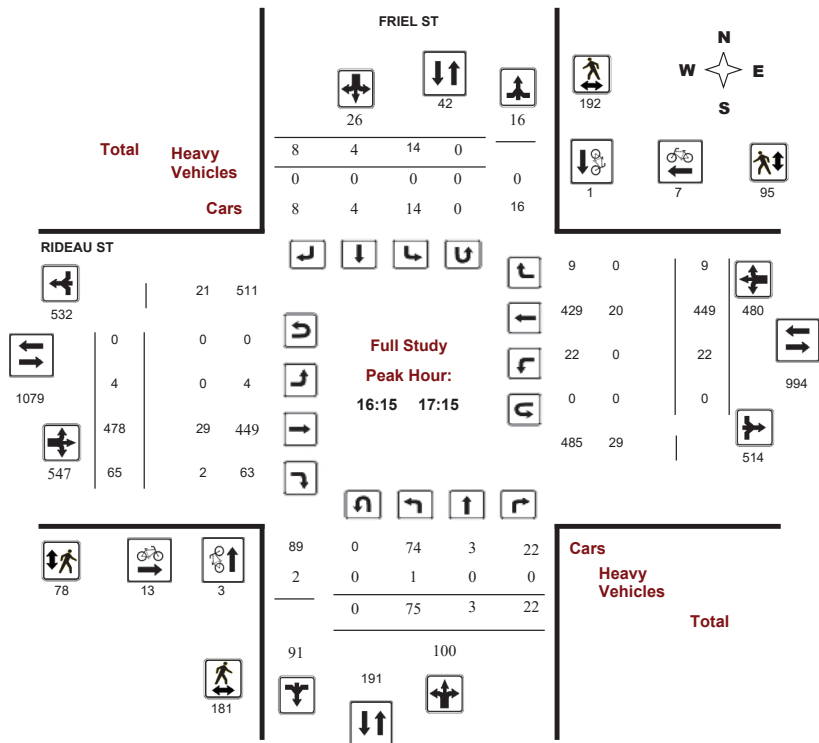 FRIEL ST
N
W E
S
42
192
26 16
Total Heavy Vehicles
8 4 14 0
0 0 0 0 0
1 7 95
Cars 8 4 14 0 16
RIDEAU ST
9 0 9
21 511
532
480
429 20 449
0 0 0
Full Study
22 0 22
1079
994
Peak Hour:
4 0 4
16:15 17:15
0 0 0
478 29 449
485 29
514
547 65 2 63
89 0 74 3 22 Cars
2 0 1 0 0 Heavy Vehicles
78 13 3
0 75 3 22 Total
91 100
191
181